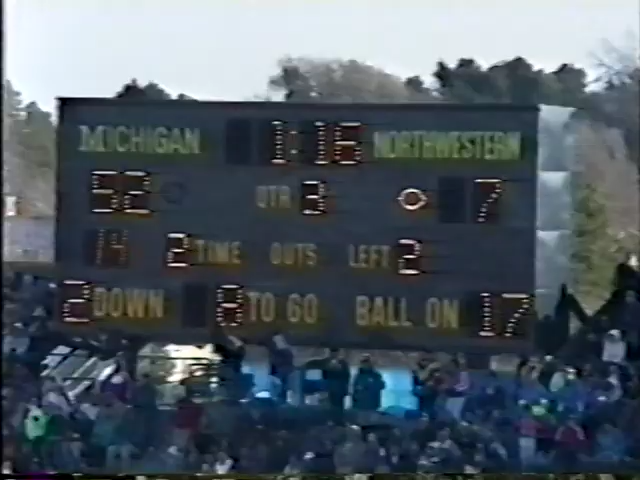 MICHIGAN 1:16 NORTHWESTERN
52 QTR 3 7
14 2 TIME OUTS LEFT 2
2 DOWN 8 TO GO BALL ON 17